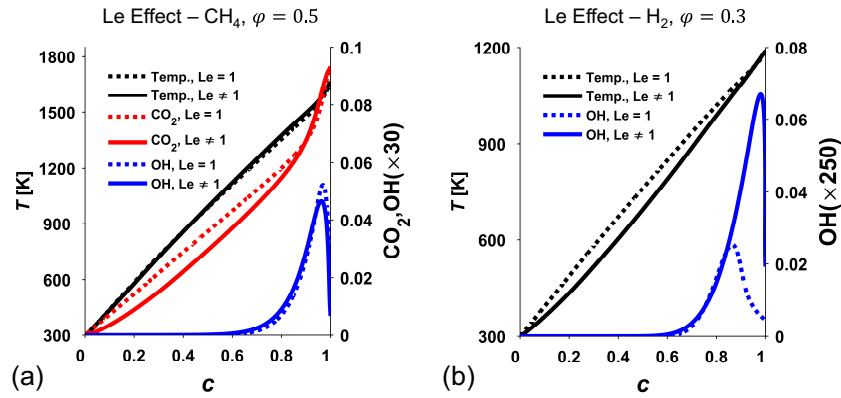 Le Effect – CH₄, φ = 0.5
1800
1500
1200
900
600
300
T [K]
Temp., Le = 1
Temp., Le ≠ 1
CO₂, Le = 1
CO₂, Le ≠ 1
OH, Le = 1
OH, Le ≠ 1
0.1
0.08
0.06
0.04
0.02
0
CO₂,OH(×30)
0 0.2 0.4 0.6 0.8 1
c
(a)
Le Effect – H₂, φ = 0.3
1200
900
600
300
T [K]
Temp., Le = 1
Temp., Le ≠ 1
OH, Le = 1
OH, Le ≠ 1
0.08
0.06
0.04
0.02
0
OH(×250)
0 0.2 0.4 0.6 0.8 1
c
(b)